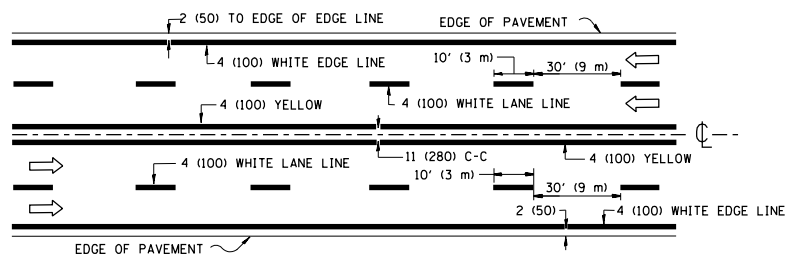 2 (50) TO EDGE OF EDGE LINE
EDGE OF PAVEMENT
4 (100) WHITE EDGE LINE
10' (3 m)
30' (9 m)
4 (100) YELLOW
4 (100) WHITE LANE LINE
℄
4 (100) WHITE LANE LINE
11 (280) C-C
4 (100) YELLOW
10' (3 m)
30' (9 m)
2 (50)
4 (100) WHITE EDGE LINE
EDGE OF PAVEMENT